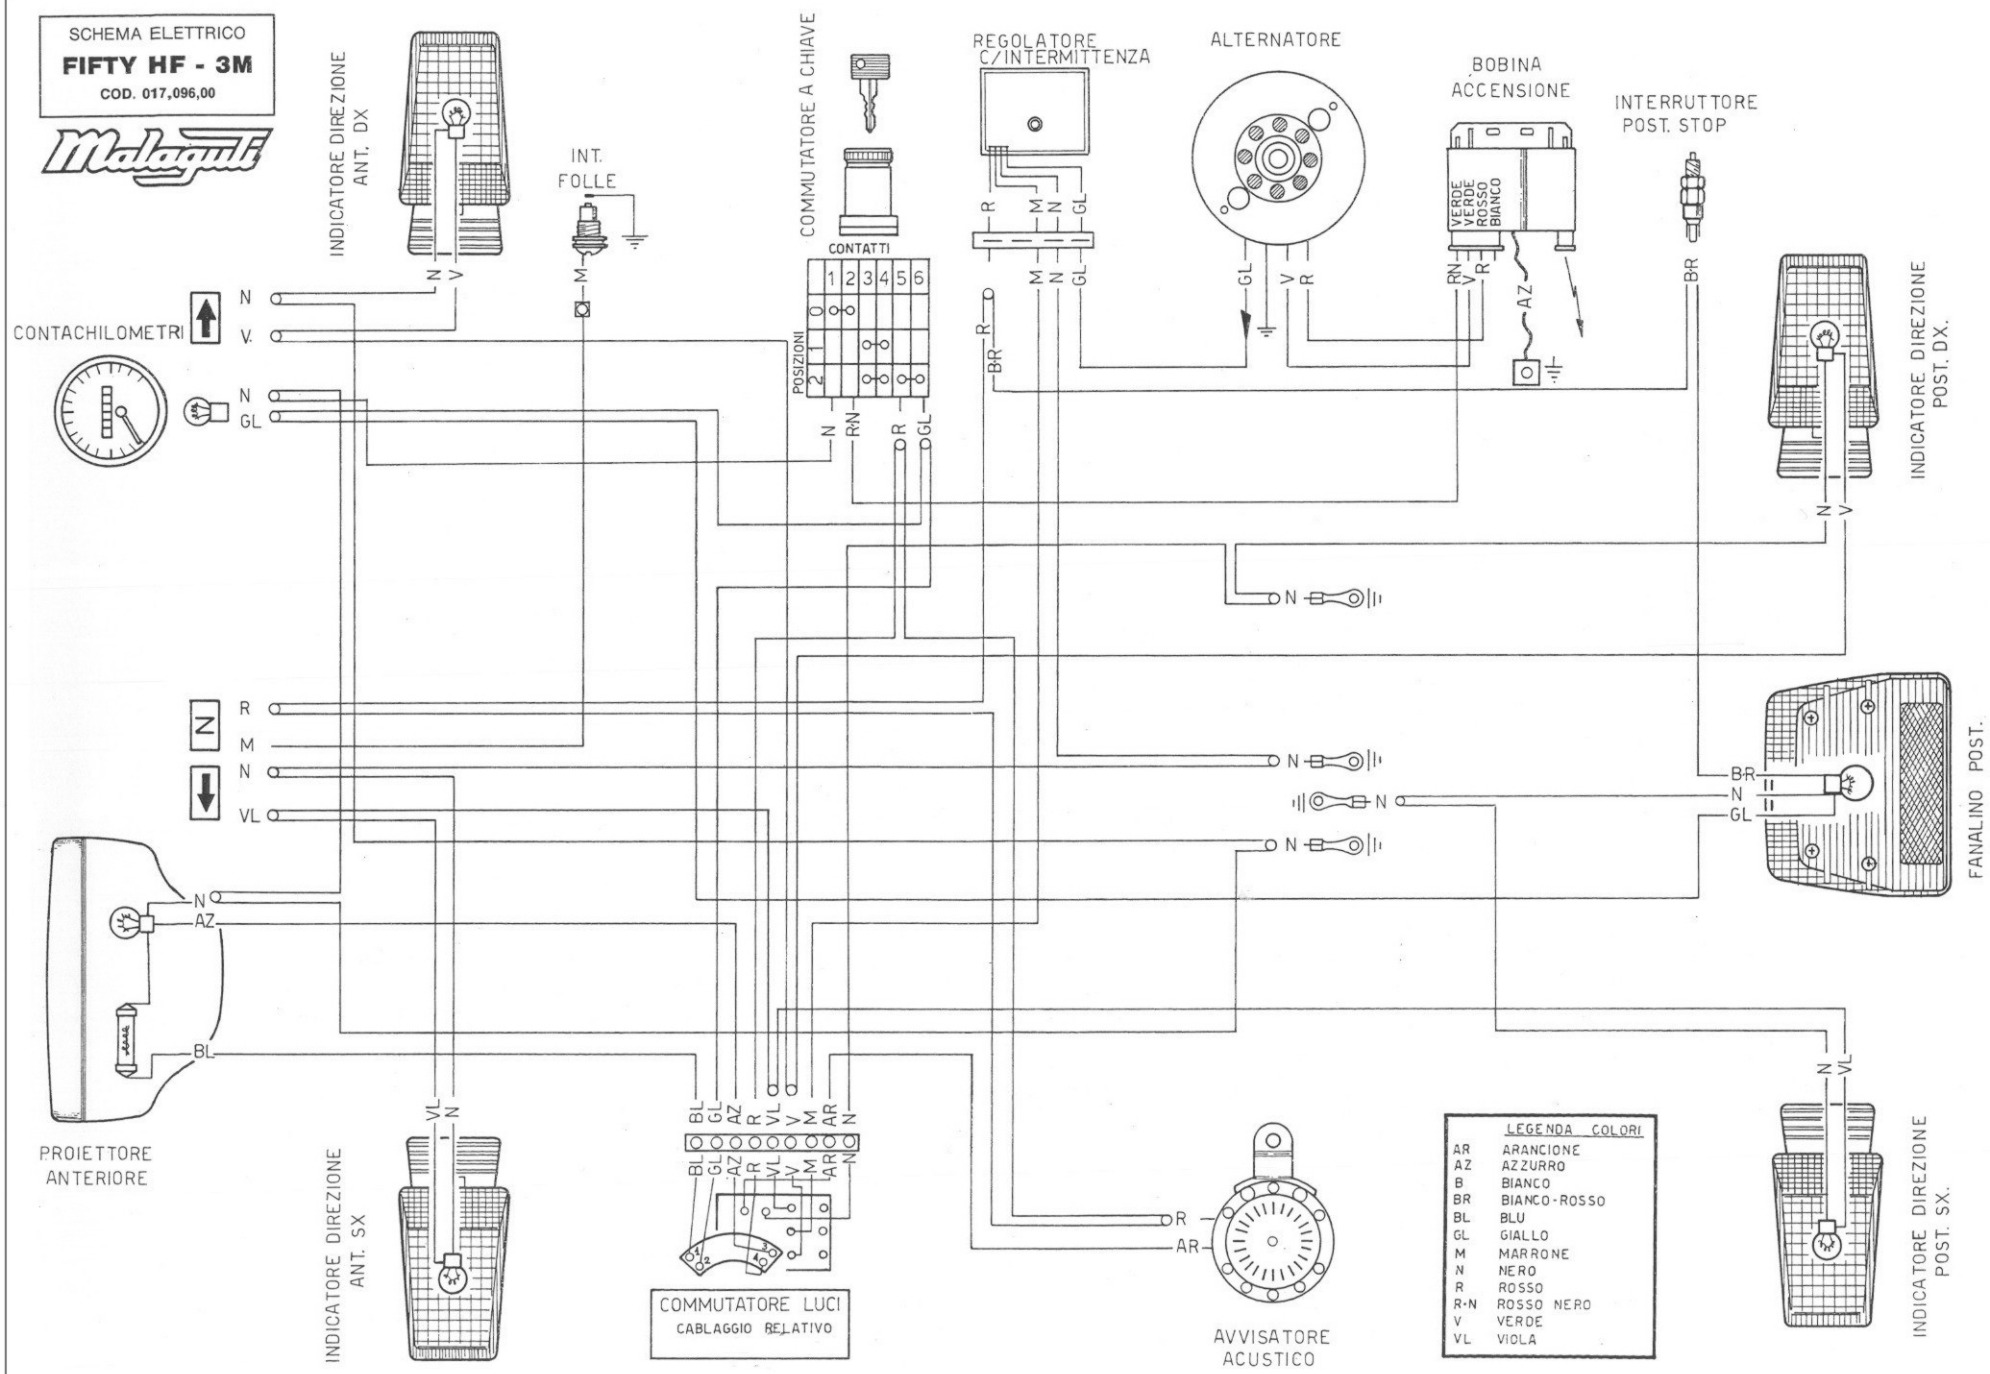 SCHEMA ELETTRICO
FIFTY HF - 3M
COD. 017,096,00
Malaguti
INDICATORE DIREZIONE
ANT. DX
N
V
INT.
FOLLE
M
COMMUTATORE A CHIAVE
CONTATTI
1 2 3 4 5 6
POSIZIONI
0
1
2
N
R-N
R
GL
REGOLATORE
C/INTERMITTENZA
R
M
N
GL
M
N
GL
R
B-R
ALTERNATORE
GL
V
R
BOBINA
ACCENSIONE
VERDE
VERDE
ROSSO
BIANCO
RN
V
R
AZ
INTERRUTTORE
POST. STOP
B-R
INDICATORE DIREZIONE
POST. DX.
N
V
CONTACHILOMETRI
N
V.
N
GL
N
N
R
M
N
VL
N
N
N
N
B-R
N
GL
FANALINO POST.
N
AZ
BL
PROIETTORE
ANTERIORE
VL
N
INDICATORE DIREZIONE
ANT. SX
BL
GL
AZ
R
VL
V
M
AR
N
BL
GL
AZ
R
VL
V
M
AR
N
1
2
3
4
COMMUTATORE LUCI
CABLAGGIO RELATIVO
R
AR
AVVISATORE
ACUSTICO
LEGENDA COLORI
AR ARANCIONE
AZ AZZURRO
B BIANCO
BR BIANCO-ROSSO
BL BLU
GL GIALLO
M MARRONE
N NERO
R ROSSO
R-N ROSSO NERO
V VERDE
VL VIOLA
N
VL
INDICATORE DIREZIONE
POST. SX.